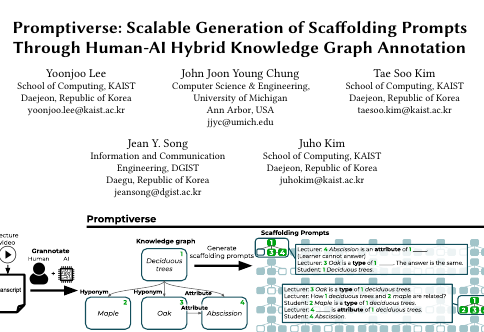 Promptiverse: Scalable Generation of Scaffolding Prompts
Through Human-AI Hybrid Knowledge Graph Annotation
Yoonjoo Lee
School of Computing, KAIST
Daejeon, Republic of Korea
yoonjoo.lee@kaist.ac.kr
John Joon Young Chung
Computer Science & Engineering,
University of Michigan
Ann Arbor, USA
jjyc@umich.edu
Tae Soo Kim
School of Computing, KAIST
Daejeon, Republic of Korea
taesoo.kim@kaist.ac.kr
Jean Y. Song
Information and Communication
Engineering, DGIST
Daegu, Republic of Korea
jeansong@dgist.ac.kr
Juho Kim
School of Computing, KAIST
Daejeon, Republic of Korea
juhokim@kaist.ac.kr
Promptiverse
ecture
video
Grannotate
Human AI
+
anscript
Knowledge graph
1
Deciduous
trees
Hyponym
Hyponym
Attribute
Attribute
2
Maple
3
Oak
4
Abscission
Generate
scaffolding prompts
Scaffolding Prompts
1
3 4
Lecturer: 4 Abscission is an attribute of 1 ____.
(Learner cannot answer)
Lecturer: 3 Oak is a type of 1 ____. The answer is the same.
Student: 1 Deciduous trees.
Lecturer: 3 Oak is a type of 1 deciduous trees.
Lecturer: How 1 deciduous trees and 2 maple are related?
Student: 2 Maple is a type of 1 deciduous trees.
Lecturer: 4 ____ is an attribute of 1 deciduous trees.
Student: 4 Abscission
1
2 3